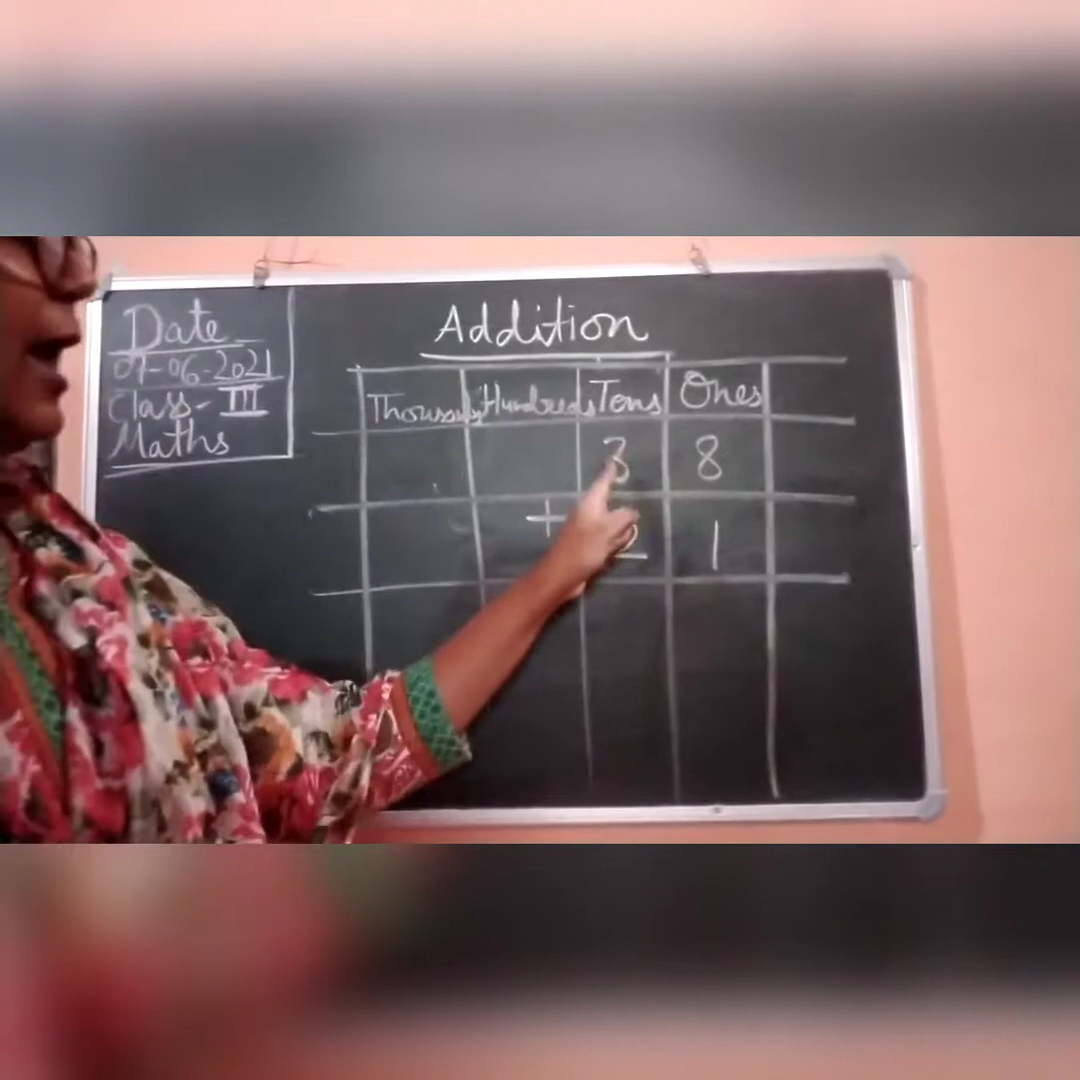 Addition
Date
07-06-2021
Class- III
Maths
Thousands Hundreds Tens Ones
3 8
+ 2 1